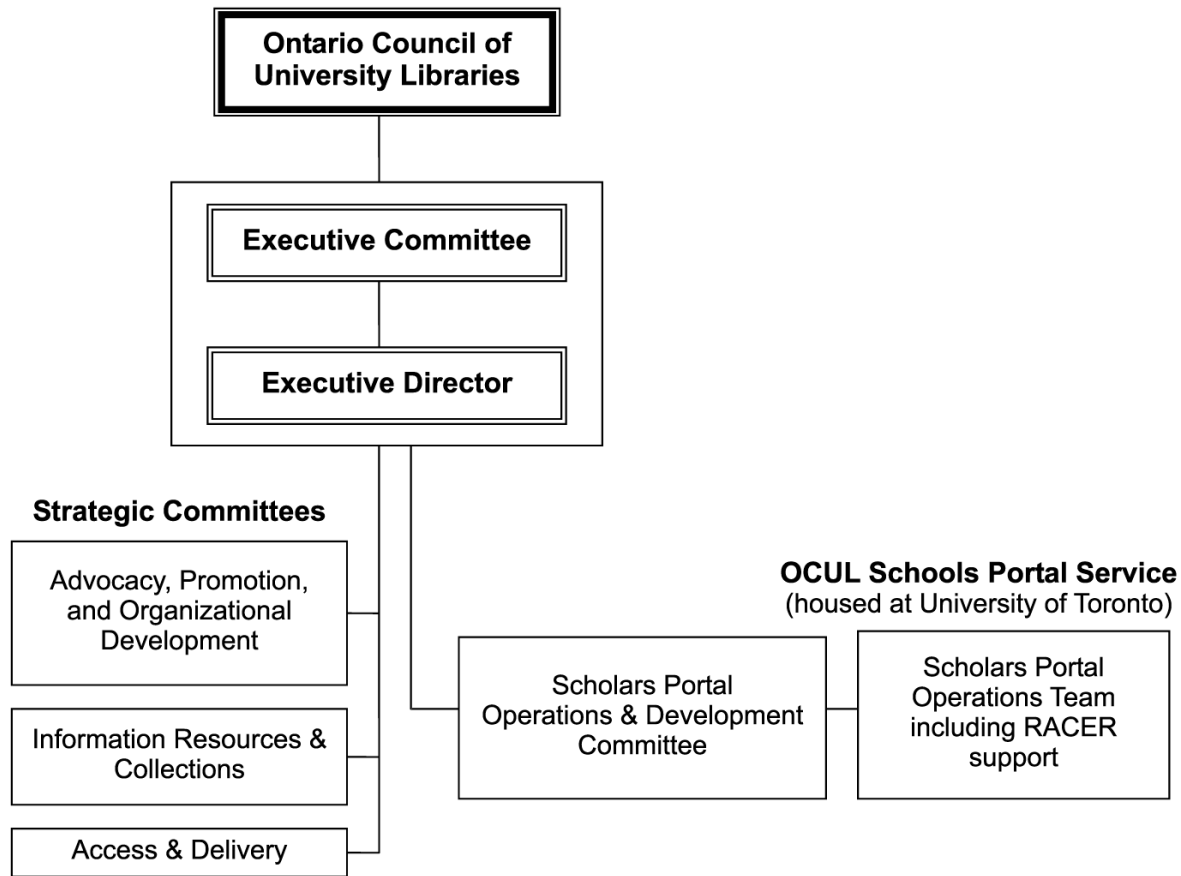 Ontario Council of
University Libraries
Executive Committee
Executive Director
Strategic Committees
Advocacy, Promotion,
and Organizational
Development
Information Resources &
Collections
Access & Delivery
Scholars Portal
Operations & Development
Committee
OCUL Schools Portal Service
(housed at University of Toronto)
Scholars Portal
Operations Team
including RACER
support